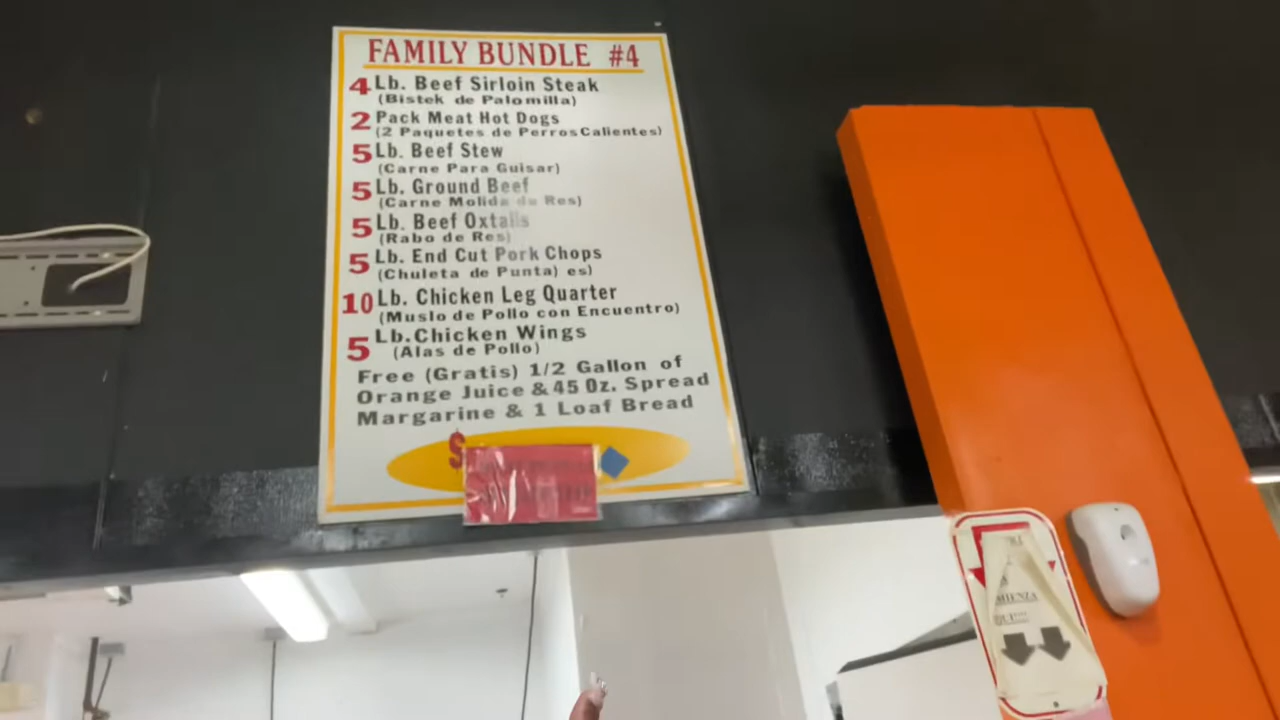 FAMILY BUNDLE #4
4 Lb. Beef Sirloin Steak
(Bistek de Palomilla)
2 Pack Meat Hot Dogs
(2 Paquetes de Perros Calientes)
5 Lb. Beef Stew
(Carne Para Guisar)
5 Lb. Ground Beef
(Carne Molida de Res)
5 Lb. Beef Oxtails
(Rabo de Res)
5 Lb. End Cut Pork Chops
(Chuleta de Punta) es)
10 Lb. Chicken Leg Quarter
(Muslo de Pollo con Encuentro)
5 Lb. Chicken Wings
(Alas de Pollo)
Free (Gratis) 1/2 Gallon of
Orange Juice & 45 Oz. Spread
Margarine & 1 Loaf Bread
$